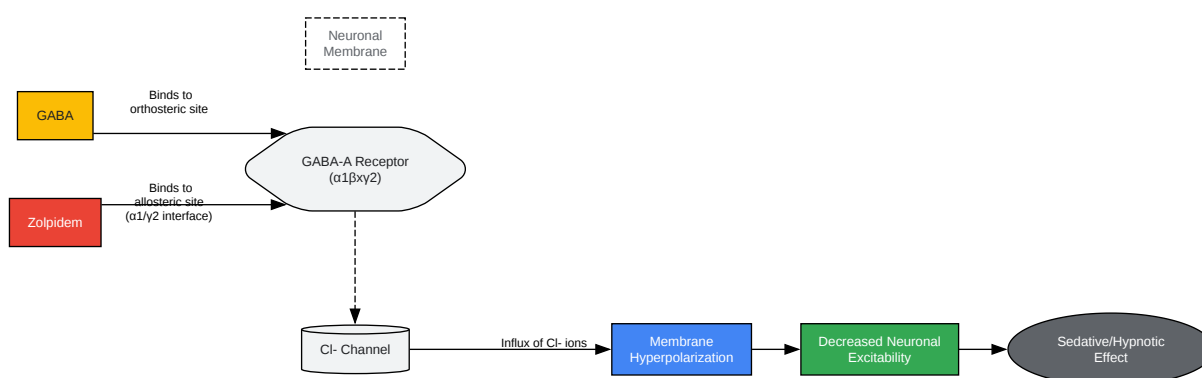 Neuronal
Membrane
GABA
Binds to
orthosteric site
GABA-A Receptor
(α1βxγ2)
Zolpidem
Binds to
allosteric site
(α1/γ2 interface)
Cl- Channel
Influx of Cl- ions
Membrane
Hyperpolarization
Decreased Neuronal
Excitability
Sedative/Hypnotic
Effect